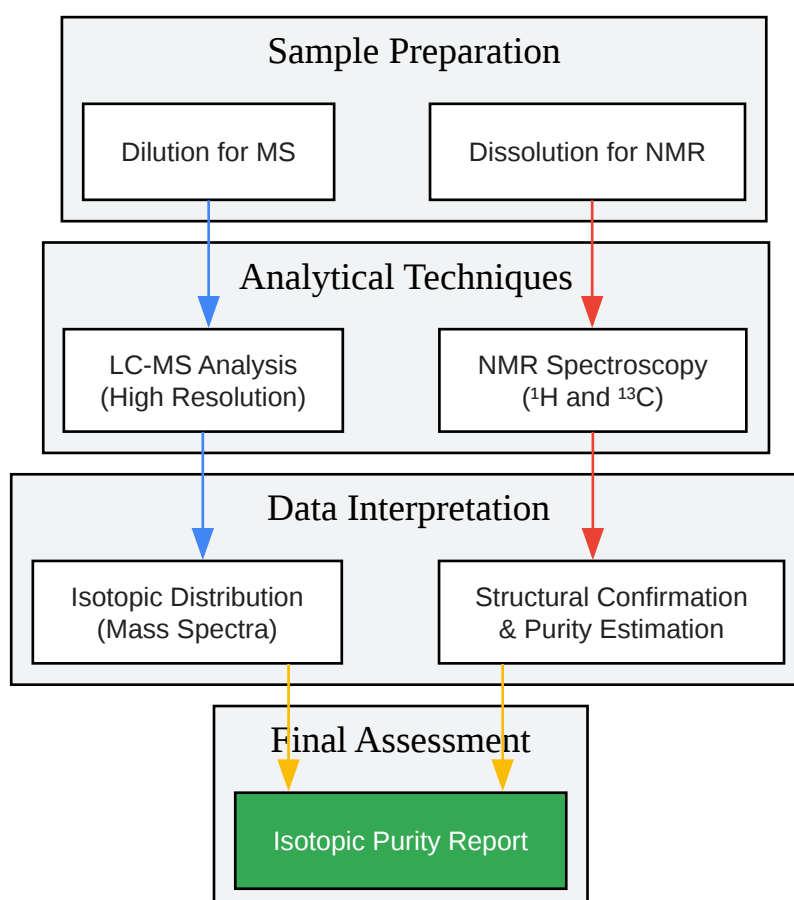 Sample Preparation
Dilution for MS
Dissolution for NMR
Analytical Techniques
LC-MS Analysis
(High Resolution)
NMR Spectroscopy
(¹H and ¹³C)
Data Interpretation
Isotopic Distribution
(Mass Spectra)
Structural Confirmation
& Purity Estimation
Final Assessment
Isotopic Purity Report